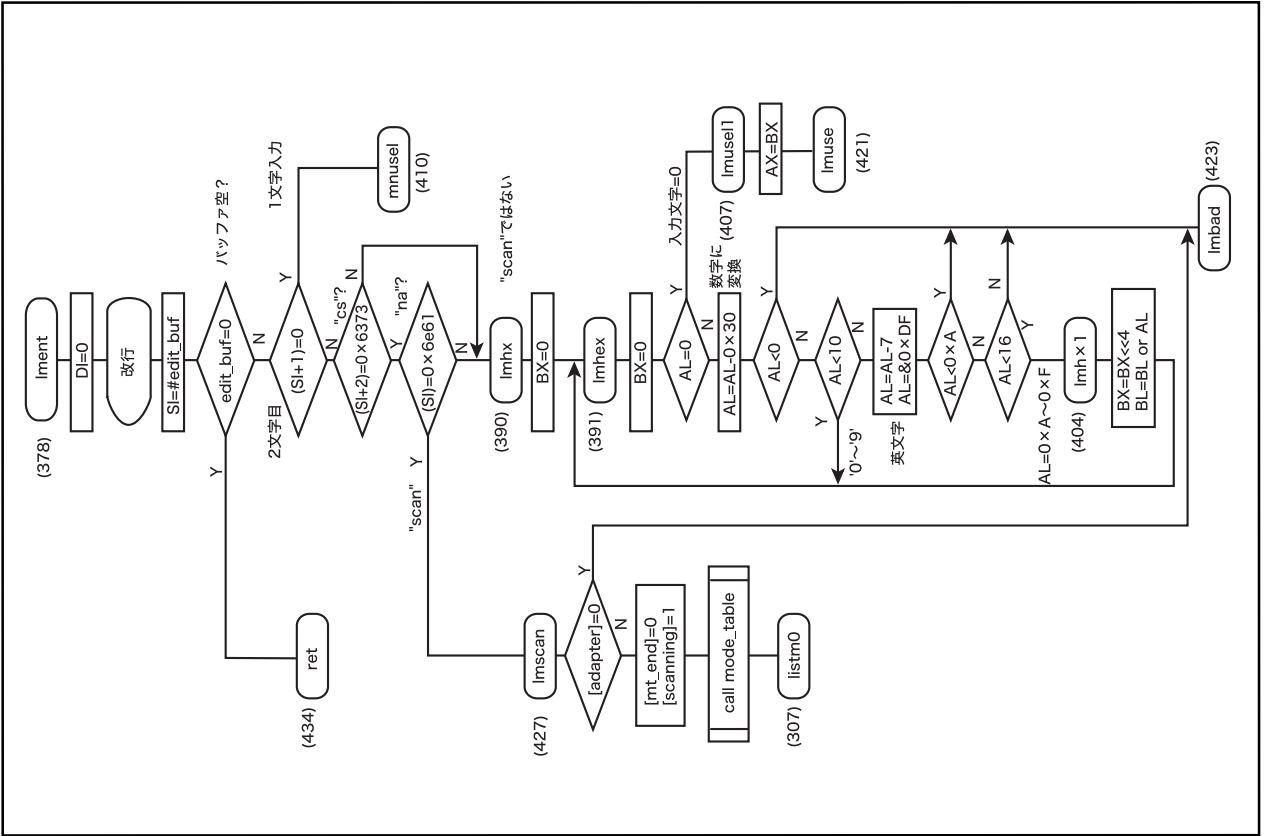 lment
(378)
DI=0
改行
SI=#edit_buf
edit_buf=0
バッファ空？
Y
N
ret
(434)
(SI+1)=0
2文字目
Y
1文字入力
N
mnusel
(410)
"cs"?
(SI+2)=0×6373
N
Y
"na"?
(SI)=0×6e61
Y
"scan"
N
"scan"ではない
lmhx
(390)
BX=0
lmhex
(391)
BX=0
AL=0
Y
入力文字=0
N
lmusel1
(407)
AX=BX
lmuse
(421)
AL=AL-0×30
数字に
変換
AL<0
Y
N
AL<10
Y
'0'〜'9'
N
英文字
AL=AL-7
AL=&0×DF
AL<0×A
Y
N
AL<16
N
Y
AL=0×A〜0×F
lmh×1
(404)
BX=BX<<4
BL=BL or AL
lmbad
(423)
lmscan
(427)
[adapter]=0
Y
N
[mt_end]=0
[scanning]=1
call mode_table
listm0
(307)